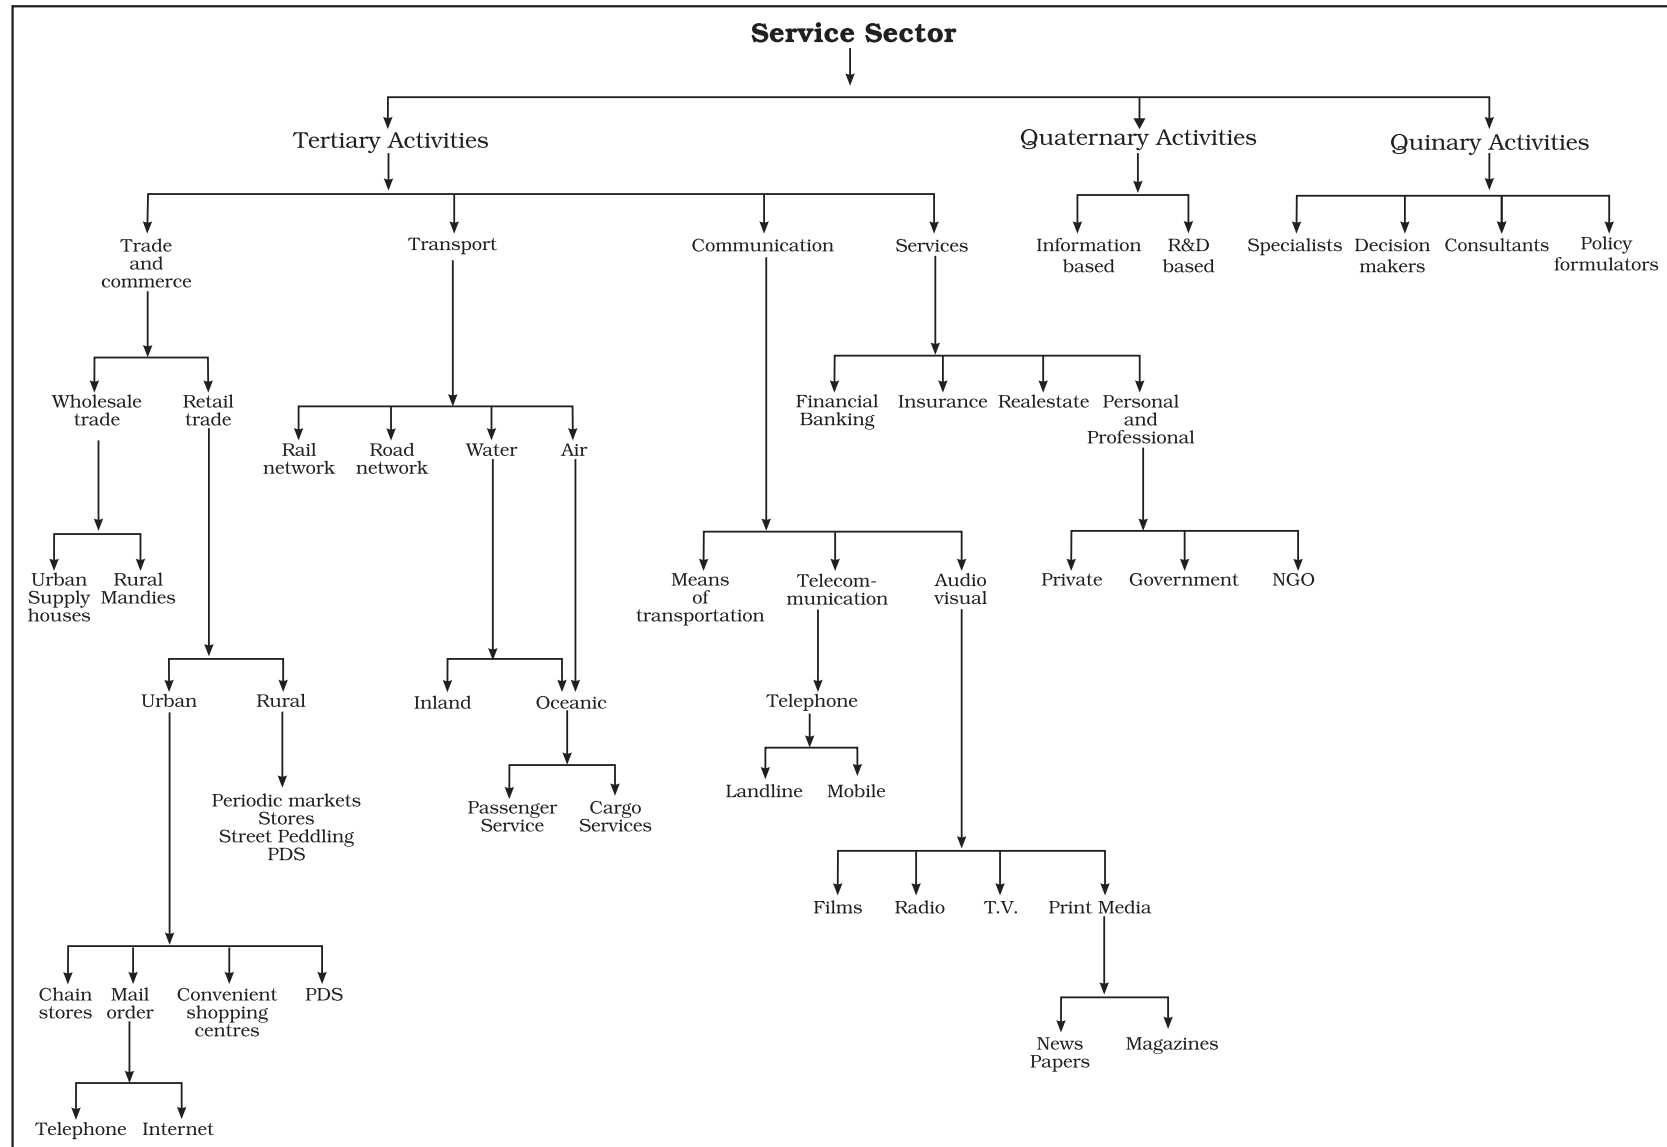 Service Sector
Tertiary Activities
Quaternary Activities
Quinary Activities
Trade
and
commerce
Transport
Communication
Services
Information
based
R&D
based
Specialists
Decision
makers
Consultants
Policy
formulators
Wholesale
trade
Retail
trade
Rail
network
Road
network
Water
Air
Financial
Banking
Insurance
Realestate
Personal
and
Professional
Urban
Supply
houses
Rural
Mandies
Means
of
transportation
Telecom-
munication
Audio
visual
Private
Government
NGO
Urban
Rural
Inland
Oceanic
Telephone
Landline
Mobile
Periodic markets
Stores
Street Peddling
PDS
Passenger
Service
Cargo
Services
Films
Radio
T.V.
Print Media
Chain
stores
Mail
order
Convenient
shopping
centres
PDS
News
Papers
Magazines
Telephone
Internet